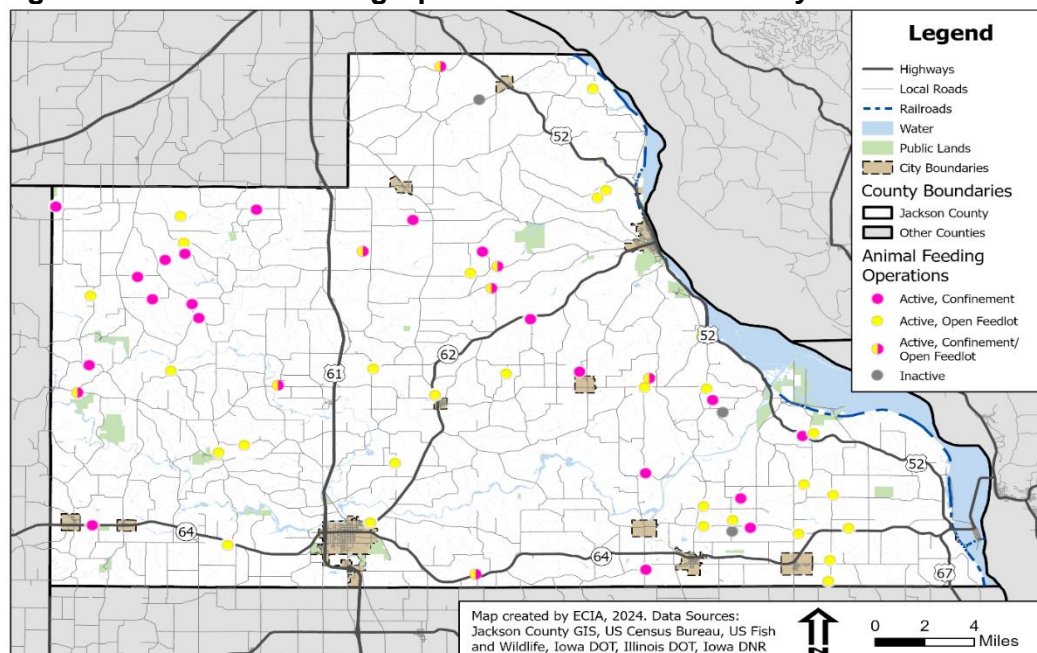 Legend
Highways
Local Roads
Railroads
Water
Public Lands
City Boundaries
County Boundaries
Jackson County
Other Counties
Animal Feeding
Operations
Active, Confinement
Active, Open Feedlot
Active, Confinement/
Open Feedlot
Inactive
52
61
62
52
52
64
64
67
Map created by ECIA, 2024. Data Sources:
Jackson County GIS, US Census Bureau, US Fish
and Wildlife, Iowa DOT, Illinois DOT, Iowa DNR
N
0 2 4
Miles